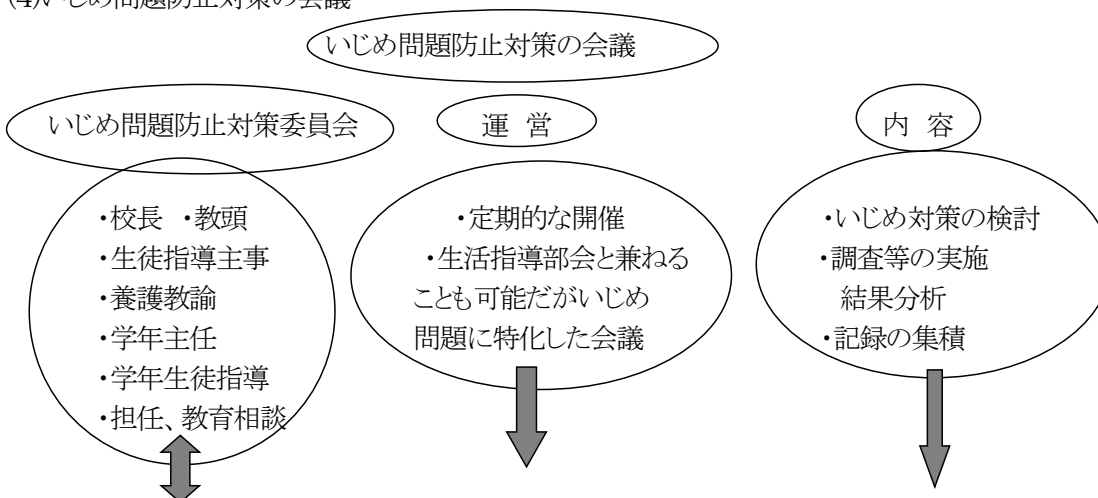 (4)いじめ問題防止対策の会議
いじめ問題防止対策の会議
いじめ問題防止対策委員会
・校長 ・教頭
・生徒指導主事
・養護教諭
・学年主任
・学年生徒指導
・担任、教育相談
運 営
・定期的な開催
・生活指導部会と兼ねる
ことも可能だがいじめ
問題に特化した会議
内 容
・いじめ対策の検討
・調査等の実施
結果分析
・記録の集積